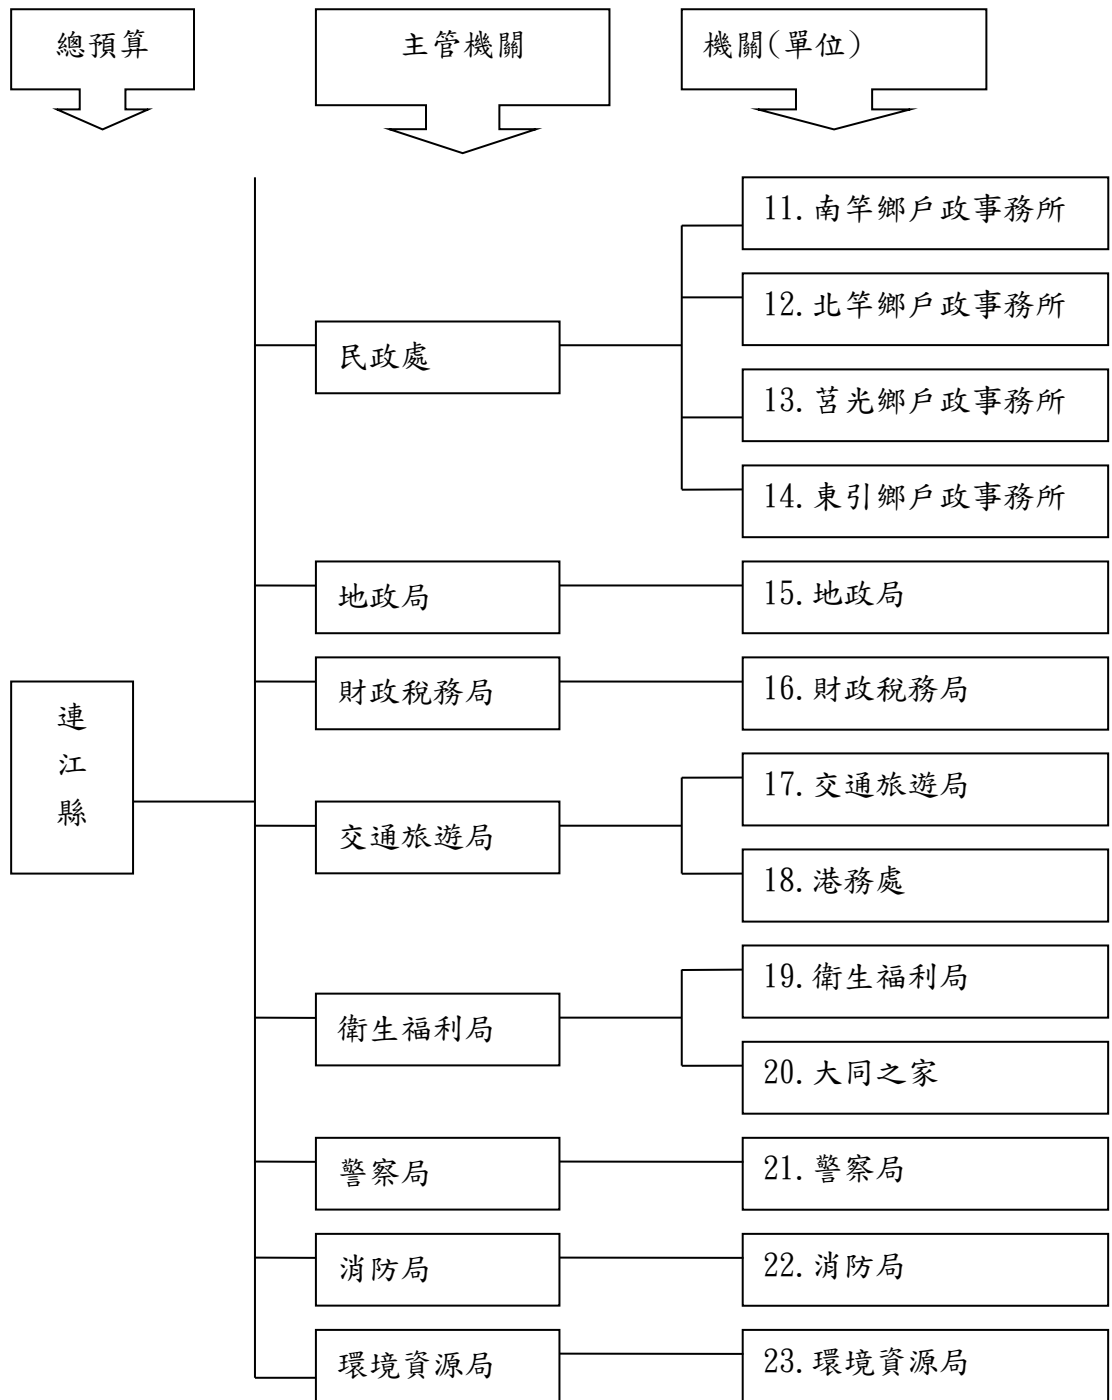 總預算
主管機關
機關(單位)
11.南竿鄉戶政事務所
12.北竿鄉戶政事務所
民政處
13.莒光鄉戶政事務所
14.東引鄉戶政事務所
地政局
15.地政局
財政稅務局
16.財政稅務局
連
江
縣
17.交通旅遊局
交通旅遊局
18.港務處
19.衛生福利局
衛生福利局
20.大同之家
警察局
21.警察局
消防局
22.消防局
環境資源局
23.環境資源局